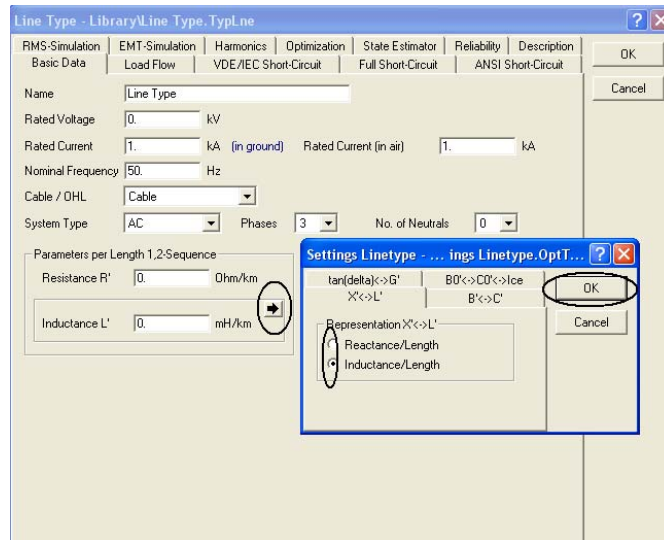 Line Type - Library\Line Type.TypLne
RMS-Simulation EMT-Simulation Harmonics Optimization State Estimator Reliability Description
Basic Data Load Flow VDE/IEC Short-Circuit Full Short-Circuit ANSI Short-Circuit
OK
Cancel
Name Line Type
Rated Voltage 0. kV
Rated Current 1. kA (in ground) Rated Current (in air) 1. kA
Nominal Frequency 50. Hz
Cable / OHL Cable
System Type AC Phases 3 No. of Neutrals 0
Parameters per Length 1,2-Sequence
Resistance R' 0. Ohm/km
Inductance L' 0. mH/km
Settings Linetype - ... ings Linetype.OptT...
tan(delta)<->G' B0'<->C0'<->Ice
X'<->L' B'<->C'
OK
Cancel
Representation X'<->L'
Reactance/Length
Inductance/Length